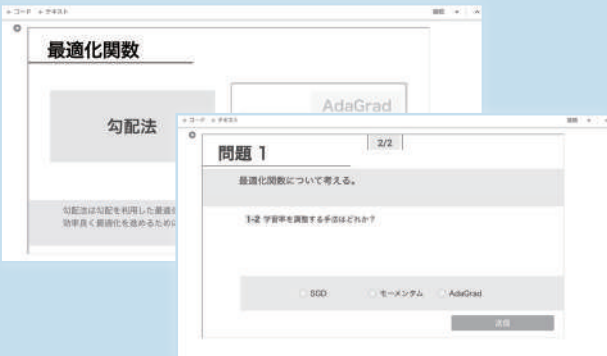 + コード + テキスト
最適化関数
勾配法
AdaGrad
勾配法は勾配を利用した最適
効率良く最適化を進めるために
+ コード + テキスト
2/2
問題 1
最適化関数について考える。
1-2 学習率を調整する手法はどれか?
SGD モーメンタム AdaGrad
送信